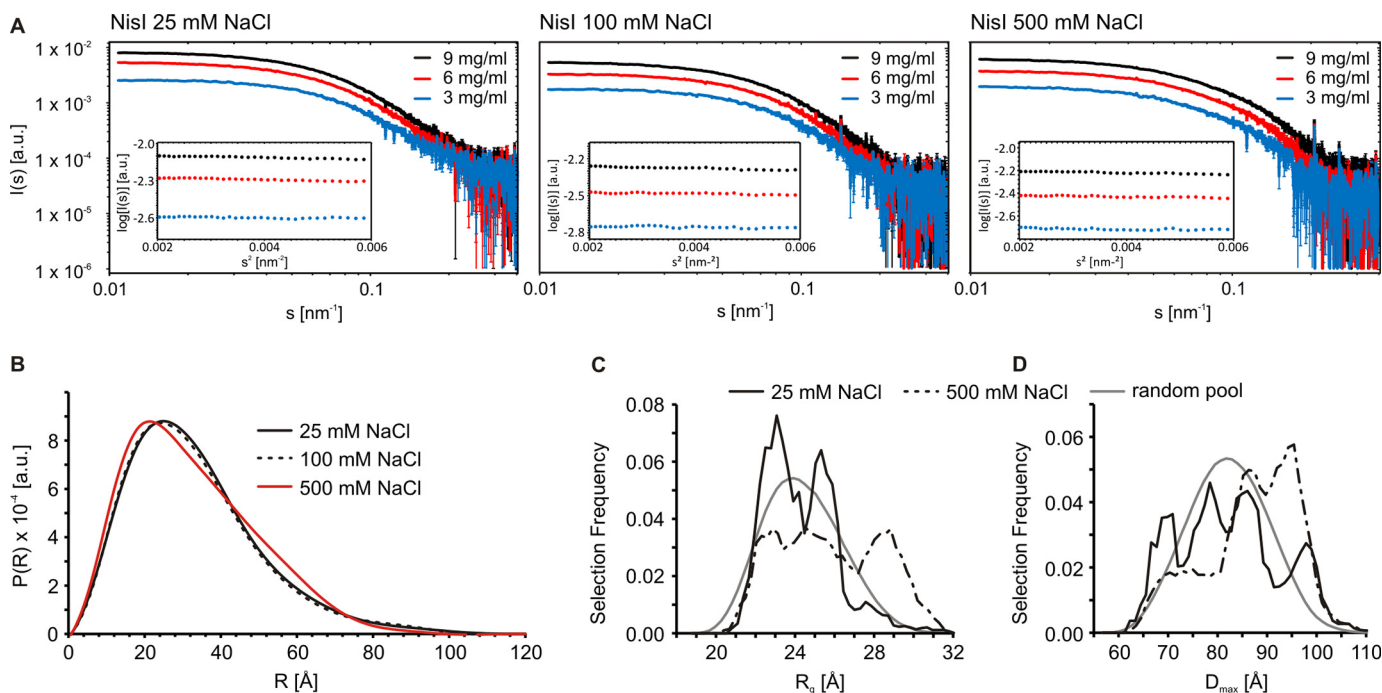 A
NisI 25 mM NaCl
NisI 100 mM NaCl
NisI 500 mM NaCl
I(s) [a.u.]
1 x 10⁻²
1 x 10⁻³
1 x 10⁻⁴
1 x 10⁻⁵
1 x 10⁻⁶
9 mg/ml
6 mg/ml
3 mg/ml
9 mg/ml
6 mg/ml
3 mg/ml
9 mg/ml
6 mg/ml
3 mg/ml
log[I(s)] [a.u.]
-2.0
-2.3
-2.6
0.002 0.004 0.006
s² [nm⁻²]
log[I(s)] [a.u.]
-2.2
-2.5
-2.8
0.002 0.004 0.006
s² [nm⁻²]
log[I(s)] [a.u.]
-2.0
-2.2
-2.4
-2.6
0.002 0.004 0.006
s² [nm⁻²]
0.01 0.1
0.01 0.1
0.01 0.1
s [nm⁻¹]
s [nm⁻¹]
s [nm⁻¹]
B
P(R) x 10⁻⁴ [a.u.]
8
6
4
2
0
25 mM NaCl
100 mM NaCl
500 mM NaCl
0 20 40 60 80 100 120
R [Å]
C
D
25 mM NaCl
500 mM NaCl
random pool
Selection Frequency
0.08
0.06
0.04
0.02
0.00
20 24 28 32
R_g [Å]
Selection Frequency
0.06
0.04
0.02
0.00
60 70 80 90 100 110
D_max [Å]